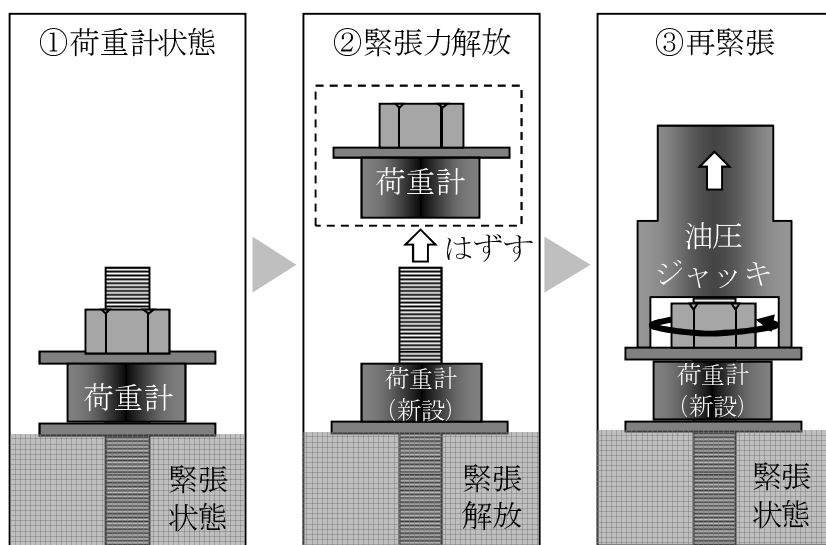 ①荷重計状態
荷重計
緊張
状態
②緊張力解放
荷重計
はずす
荷重計
(新設)
緊張
解放
③再緊張
油圧
ジャッキ
荷重計
(新設)
緊張
状態